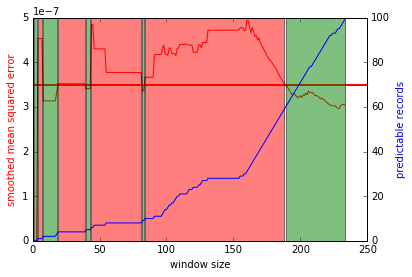 1e−7
smoothed mean squared error
5
4
3
2
1
0
100
80
60
40
20
0
predictable records
0 50 100 150 200 250
window size